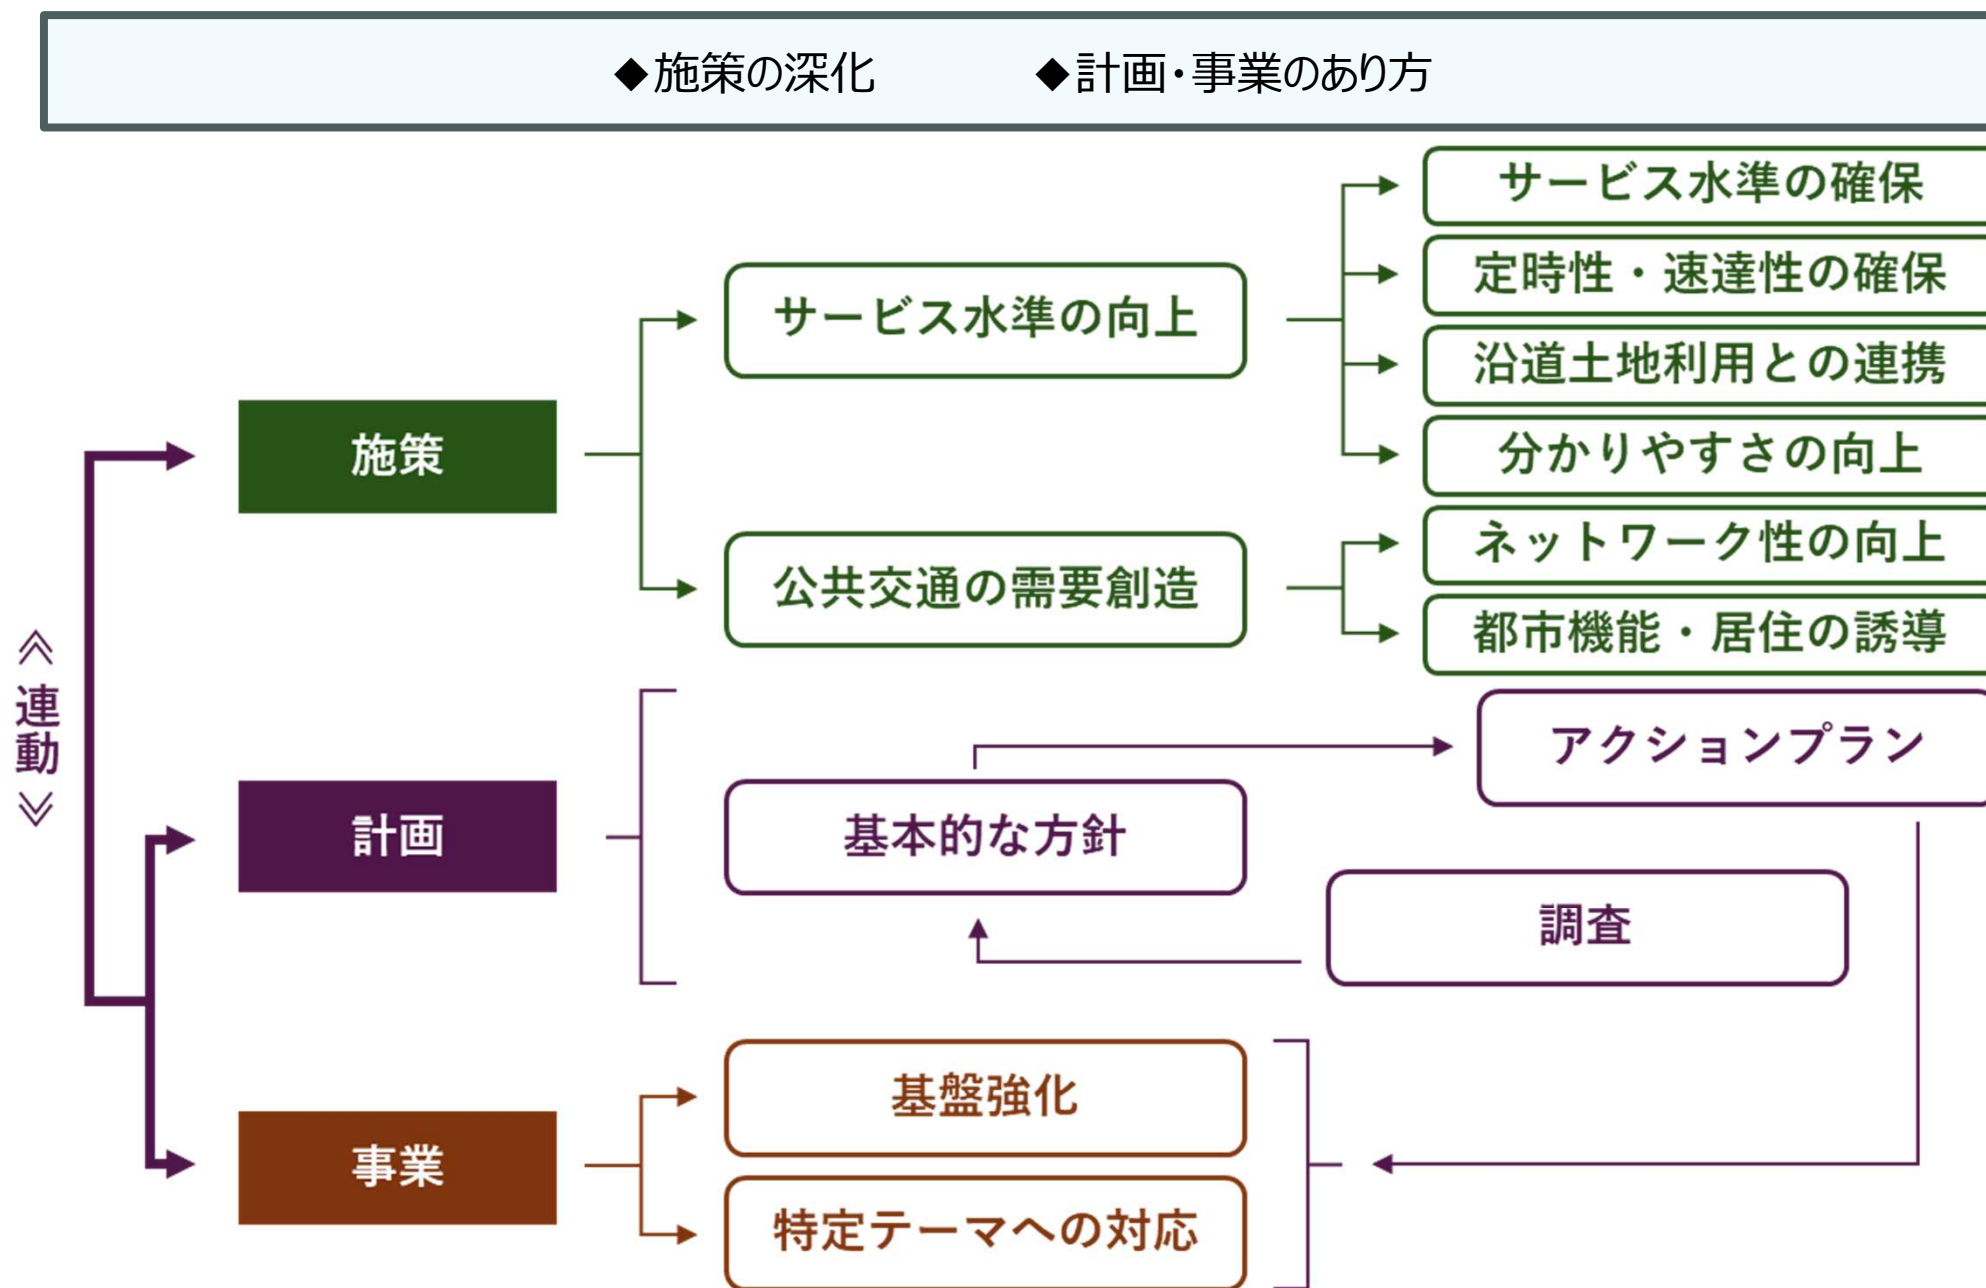 ◆施策の深化 ◆計画・事業のあり方
サービス水準の確保
定時性・速達性の確保
サービス水準の向上
沿道土地利用との連携
施策
分かりやすさの向上
ネットワーク性の向上
公共交通の需要創造
都市機能・居住の誘導
≪連動≫
アクションプラン
計画
基本的な方針
調査
基盤強化
事業
特定テーマへの対応